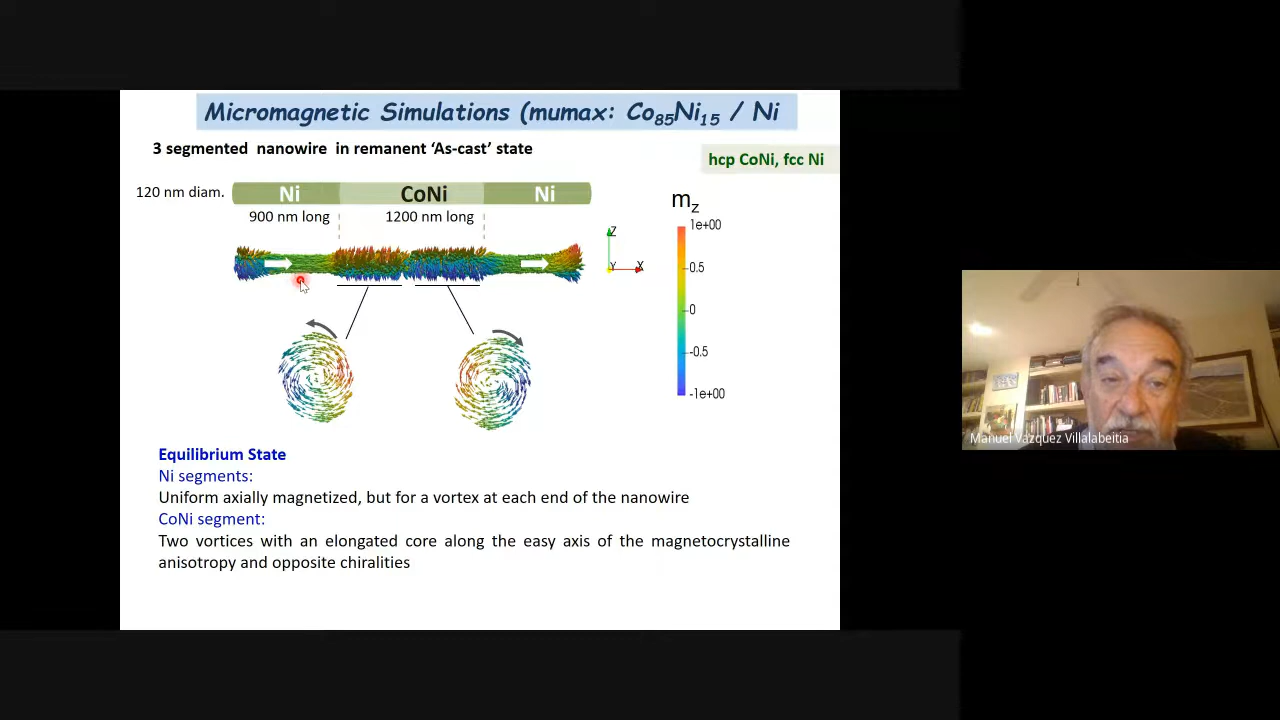 Micromagnetic Simulations (mumax: Co₈₅Ni₁₅ / Ni
3 segmented nanowire in remanent ‘As-cast’ state
hcp CoNi, fcc Ni
120 nm diam.
Ni
CoNi
Ni
900 nm long
1200 nm long
mz
1e+00
0.5
0
-0.5
-1e+00
Z
Y
X
Equilibrium State
Ni segments:
Uniform axially magnetized, but for a vortex at each end of the nanowire
CoNi segment:
Two vortices with an elongated core along the easy axis of the magnetocrystalline
anisotropy and opposite chiralities
Manuel Vázquez Villalabeitia